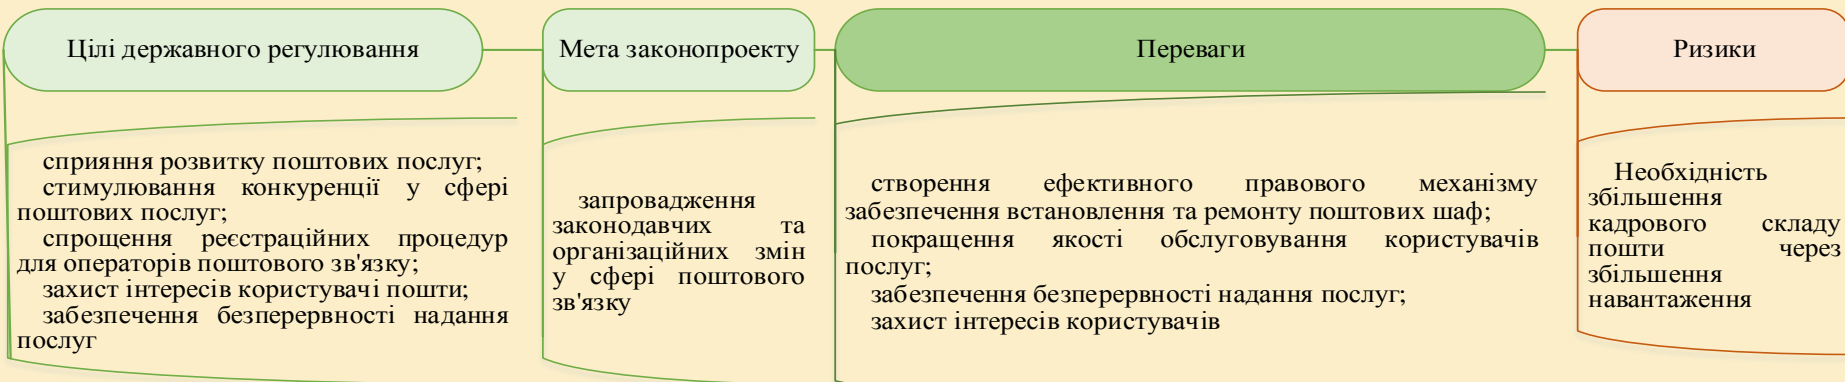 Цілі державного регулювання
Мета законопроекту
Переваги
Ризики
сприяння розвитку поштових послуг;
стимулювання конкуренції у сфері
поштових послуг;
спрощення реєстраційних процедур
для операторів поштового зв'язку;
захист інтересів користувачі пошти;
забезпечення безперервності надання
послуг
запровадження
законодавчих та
організаційних змін
у сфері поштового
зв'язку
створення ефективного правового механізму
забезпечення встановлення та ремонту поштових шаф;
покращення якості обслуговування користувачів
послуг;
забезпечення безперервності надання послуг;
захист інтересів користувачів
Необхідність
збільшення
кадрового складу
пошти через
збільшення
навантаження